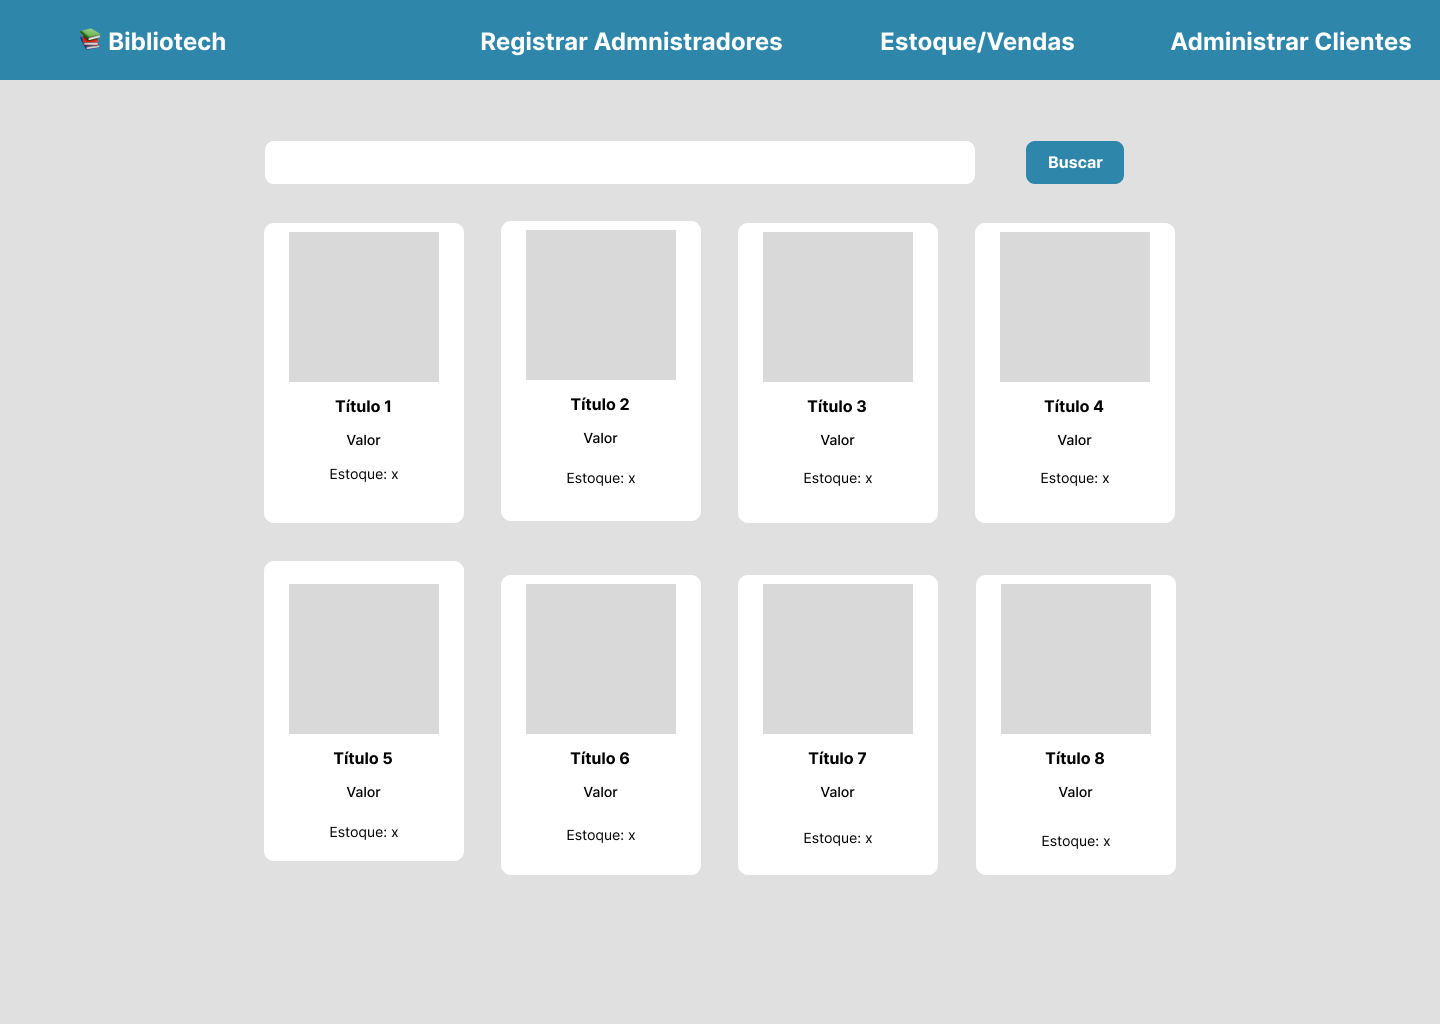 Bibliotech
Registrar Admnistradores
Estoque/Vendas
Administrar Clientes
Buscar
Título 1
Valor
Estoque: x
Título 2
Valor
Estoque: x
Título 3
Valor
Estoque: x
Título 4
Valor
Estoque: x
Título 5
Valor
Estoque: x
Título 6
Valor
Estoque: x
Título 7
Valor
Estoque: x
Título 8
Valor
Estoque: x